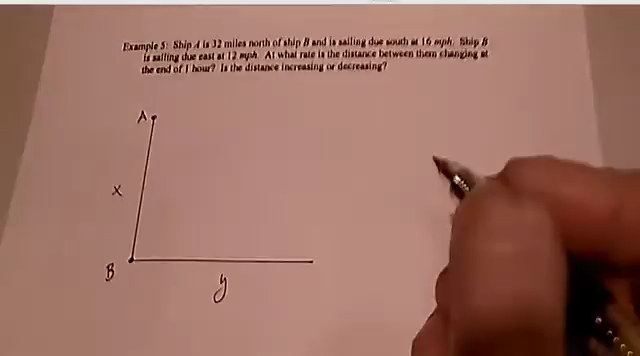 Example 5: Ship A is 32 miles north of ship B and is sailing due south at 16 mph. Ship B
is sailing due east at 12 mph. At what rate is the distance between them changing at
the end of 1 hour? Is the distance increasing or decreasing?
A
x
B
y